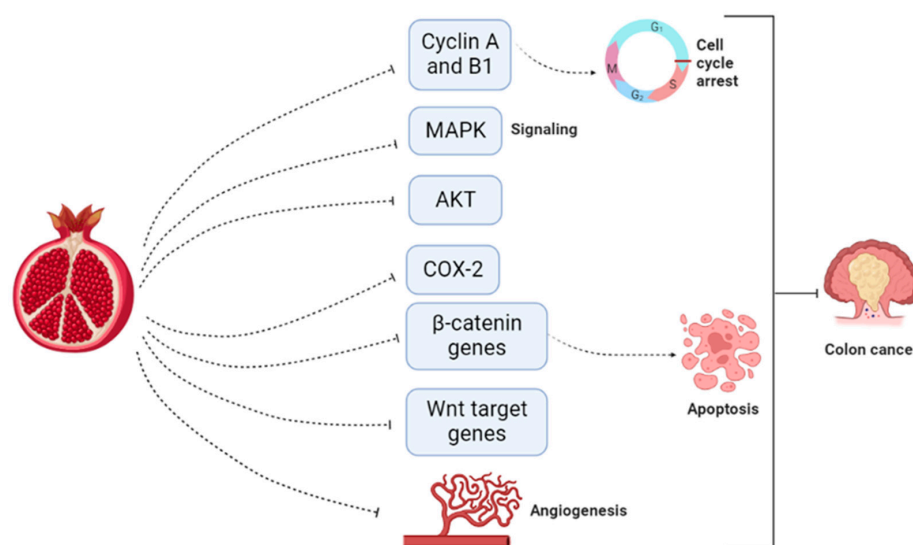 Cyclin A
and B1
G₁
S
G₂
M
Cell
cycle
arrest
MAPK
Signaling
AKT
COX-2
β-catenin
genes
Apoptosis
Wnt target
genes
Angiogenesis
Colon cance